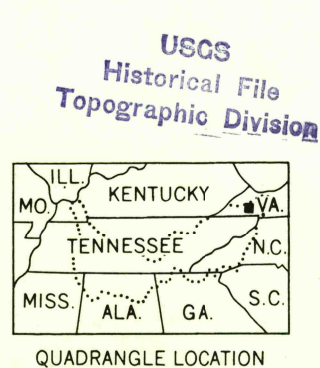 USGS
Historical File
Topographic Division
ILL.
KENTUCKY
MO.
VA.
TENNESSEE
N.C.
MISS.
ALA.
GA.
S.C.
QUADRANGLE LOCATION